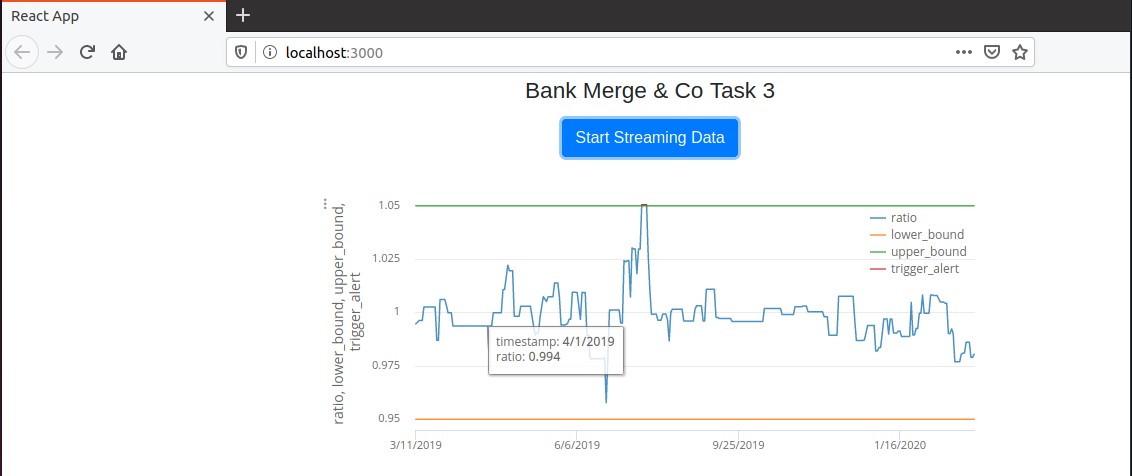 React App
localhost:3000
Bank Merge & Co Task 3
Start Streaming Data
ratio, lower_bound, upper_bound,
trigger_alert
1.05
1.025
1
0.975
0.95
ratio
lower_bound
upper_bound
trigger_alert
timestamp: 4/1/2019
ratio: 0.994
3/11/2019 6/6/2019 9/25/2019 1/16/2020